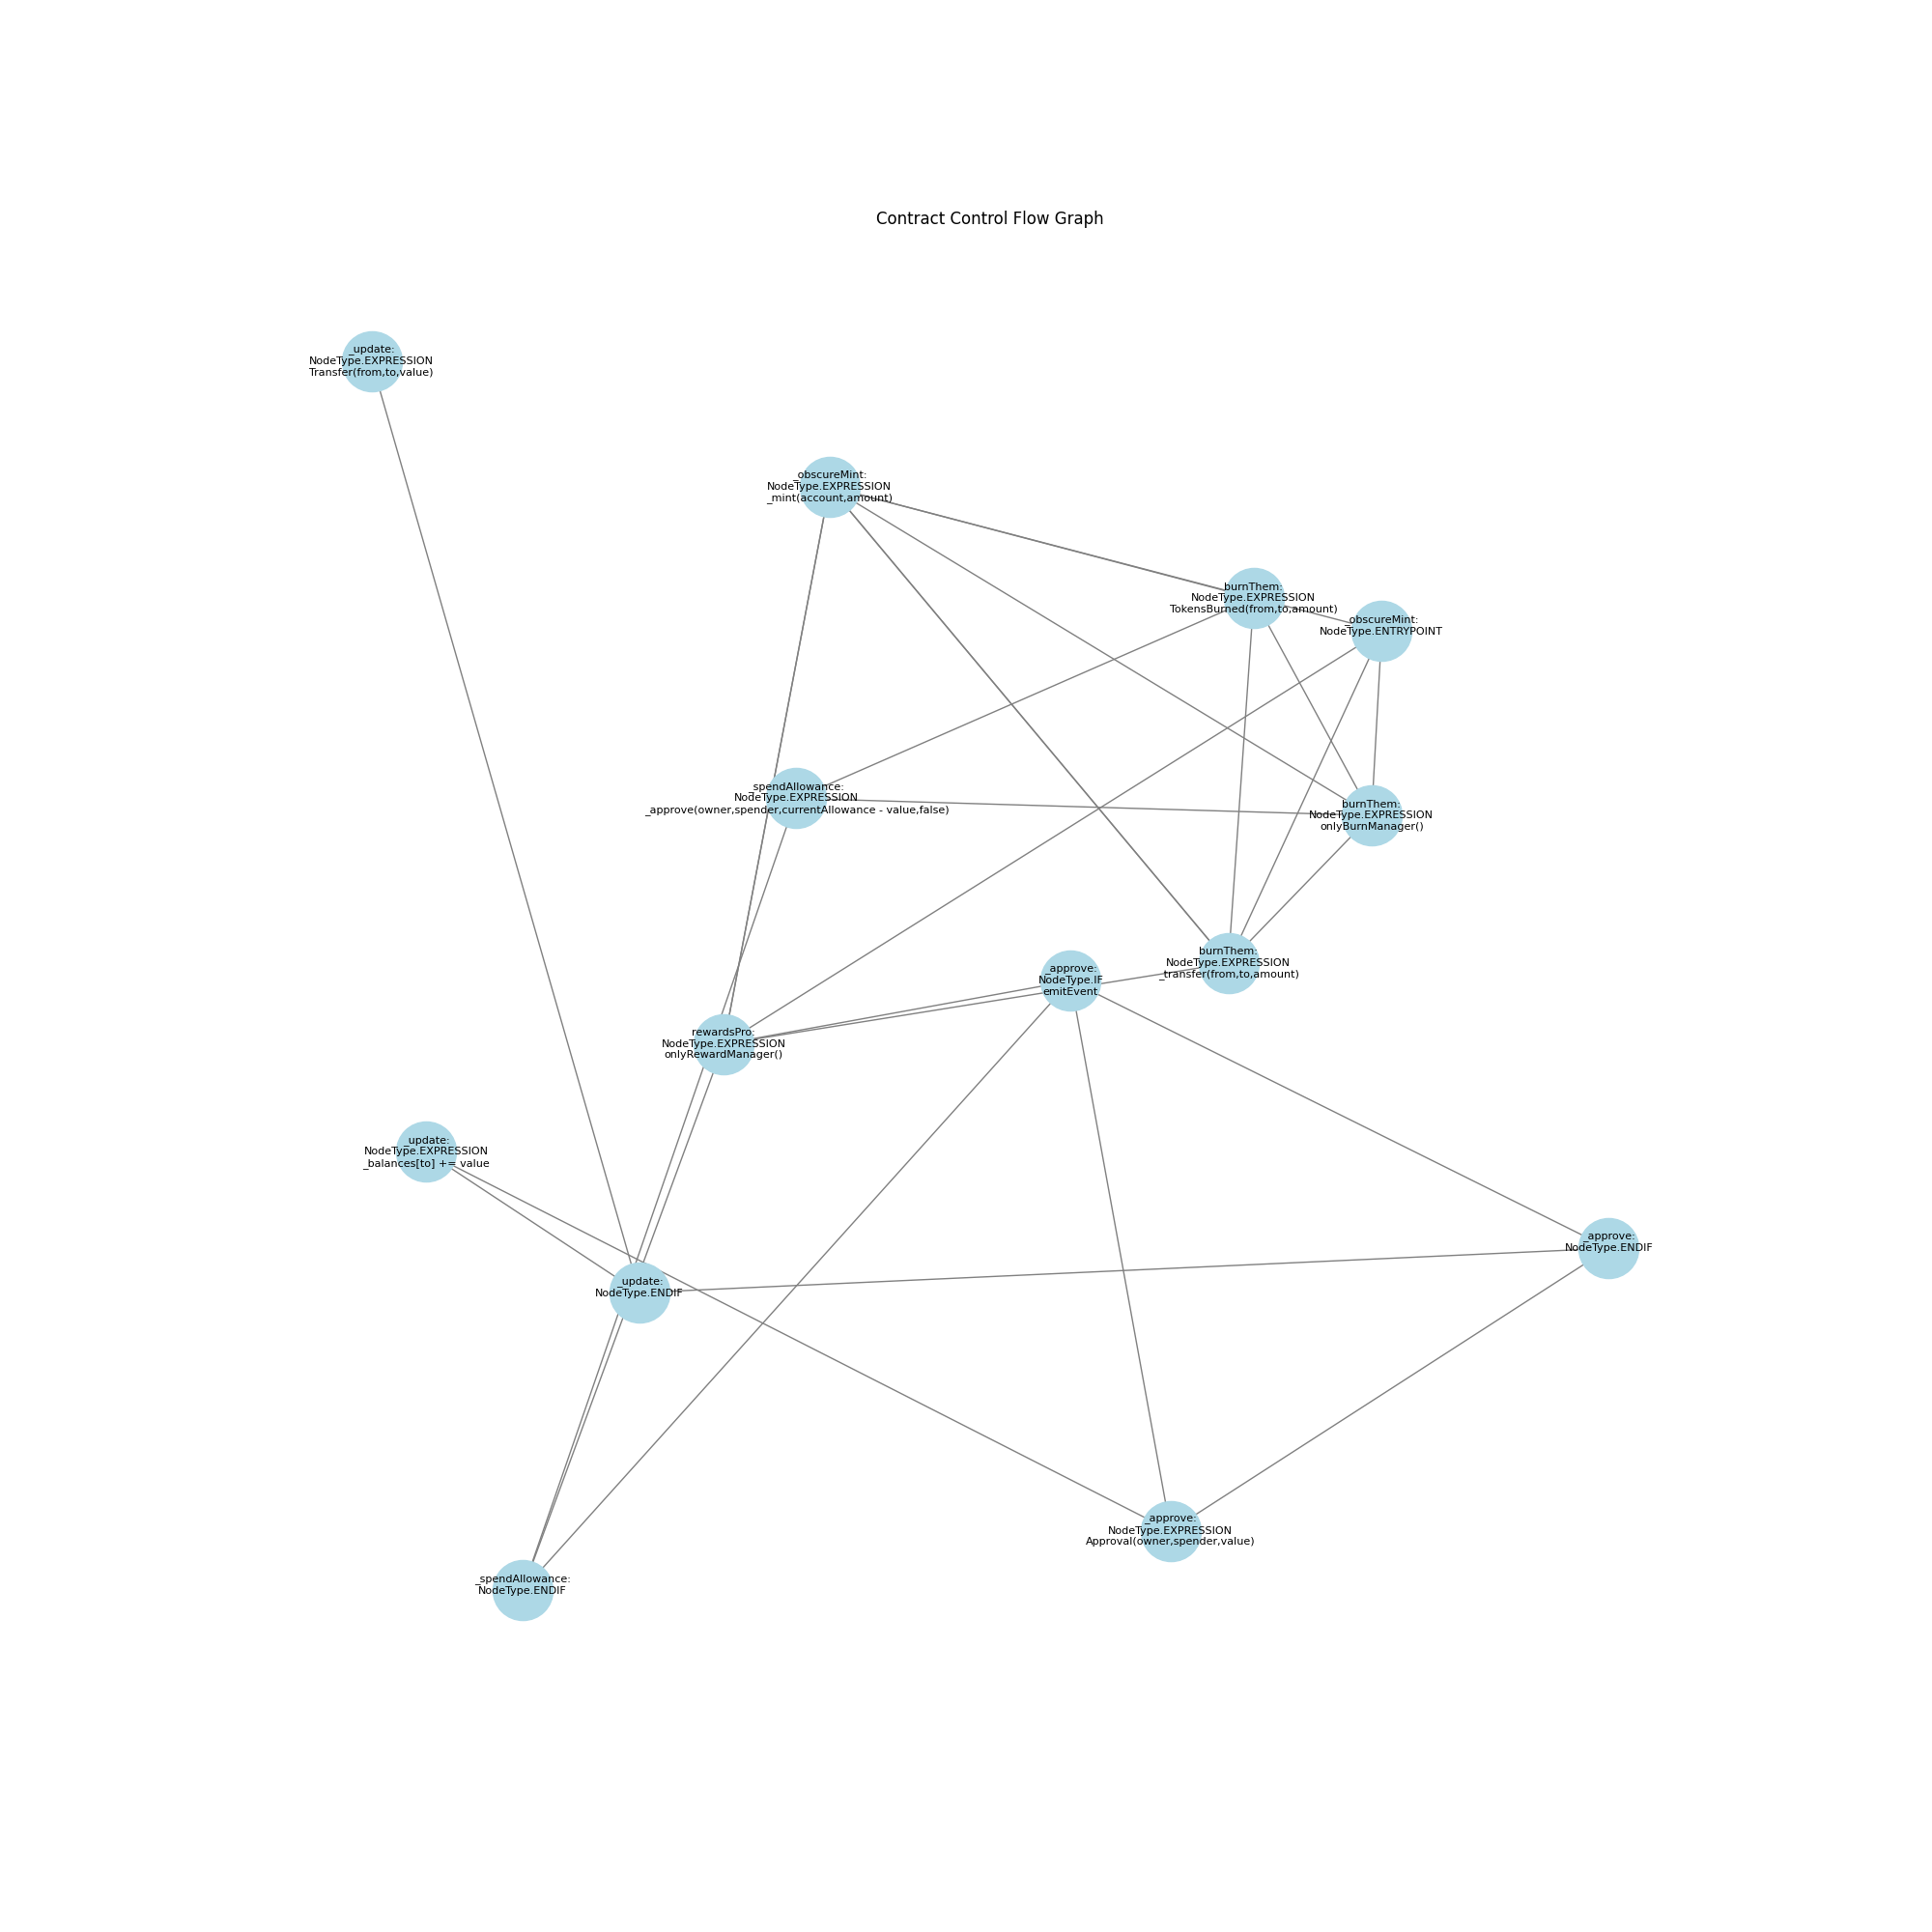 Contract Control Flow Graph
_update:
NodeType.EXPRESSION
Transfer(from,to,value)
_obscureMint:
NodeType.EXPRESSION
_mint(account,amount)
burnThem:
NodeType.EXPRESSION
TokensBurned(from,to,amount)
_obscureMint:
NodeType.ENTRYPOINT
_spendAllowance:
NodeType.EXPRESSION
_approve(owner,spender,currentAllowance - value,false)
burnThem:
NodeType.EXPRESSION
onlyBurnManager()
burnThem:
NodeType.EXPRESSION
_transfer(from,to,amount)
_approve:
NodeType.IF
emitEvent
rewardsPro:
NodeType.EXPRESSION
onlyRewardManager()
_update:
NodeType.EXPRESSION
_balances[to] += value
_approve:
NodeType.ENDIF
_update:
NodeType.ENDIF
_approve:
NodeType.EXPRESSION
Approval(owner,spender,value)
_spendAllowance:
NodeType.ENDIF